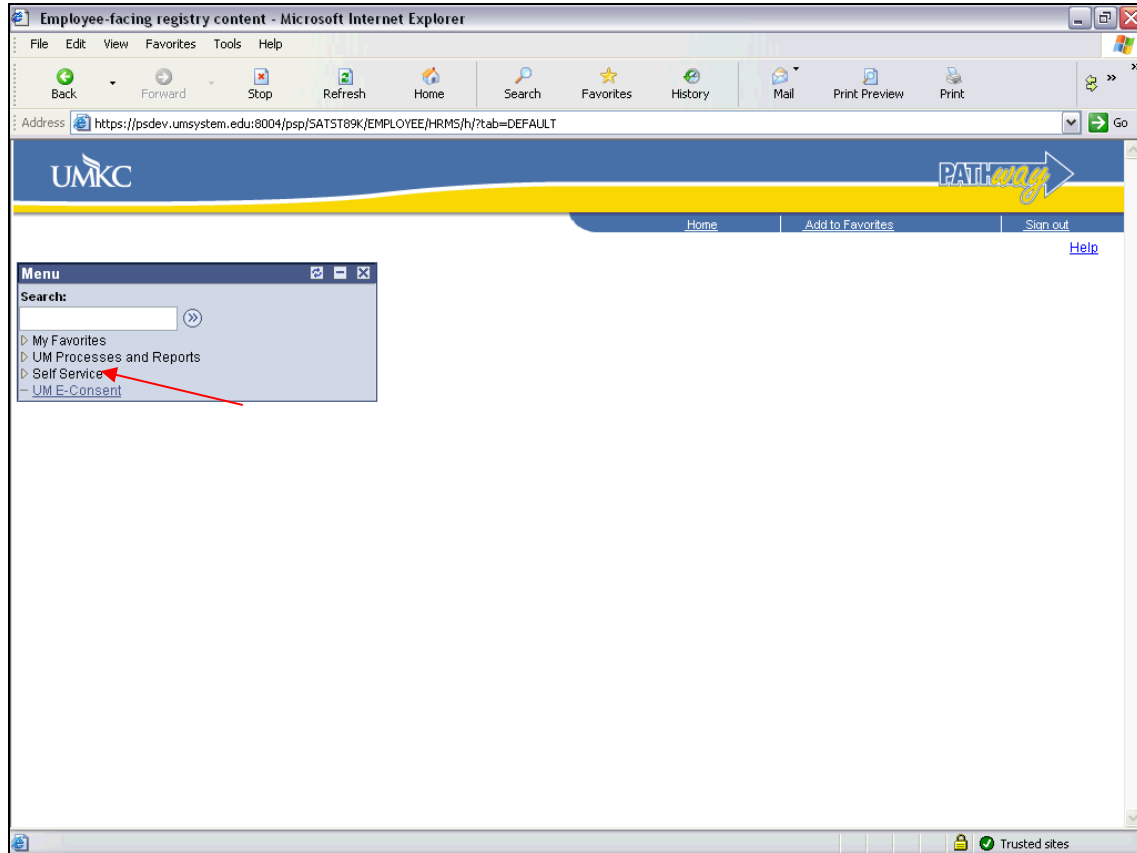 Employee-facing registry content - Microsoft Internet Explorer
File Edit View Favorites Tools Help
Back Forward Stop Refresh Home Search Favorites History Mail Print Preview Print »
Address https://psdev.umsystem.edu:8004/psp/SATST89K/EMPLOYEE/HRMS/h/?tab=DEFAULT Go
UMKC PATHway
Home Add to Favorites Sign out
Help
Menu
Search:
My Favorites
UM Processes and Reports
Self Service
UM E-Consent
Trusted sites